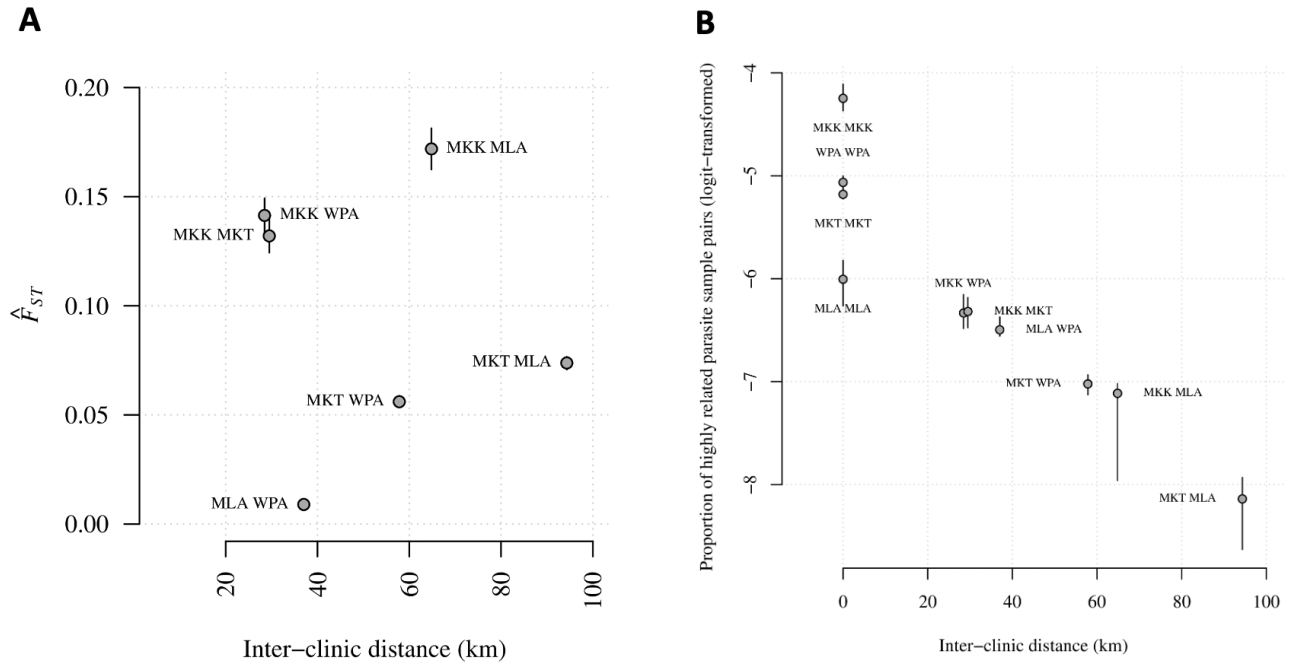 A
0.20
0.15
0.10
0.05
0.00
F̂ST
MKK MLA
MKK WPA
MKK MKT
MKT MLA
MKT WPA
MLA WPA
20
40
60
80
100
Inter−clinic distance (km)
B
Proportion of highly related parasite sample pairs (logit−transformed)
−4
−5
−6
−7
−8
MKK MKK
WPA WPA
MKT MKT
MLA MLA
MKK WPA
MKK MKT
MLA WPA
MKT WPA
MKK MLA
MKT MLA
0
20
40
60
80
100
Inter−clinic distance (km)